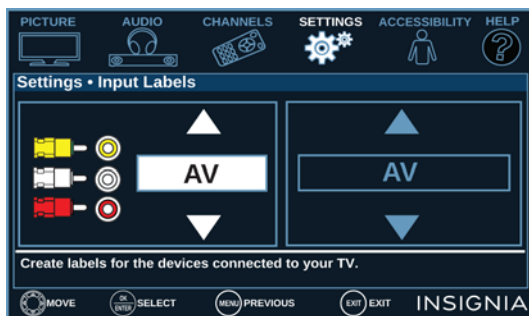 PICTURE AUDIO CHANNELS SETTINGS ACCESSIBILITY HELP
?
Settings • Input Labels
AV AV
Create labels for the devices connected to your TV.
MOVE OK ENTER SELECT MENU PREVIOUS EXIT EXIT INSIGNIA